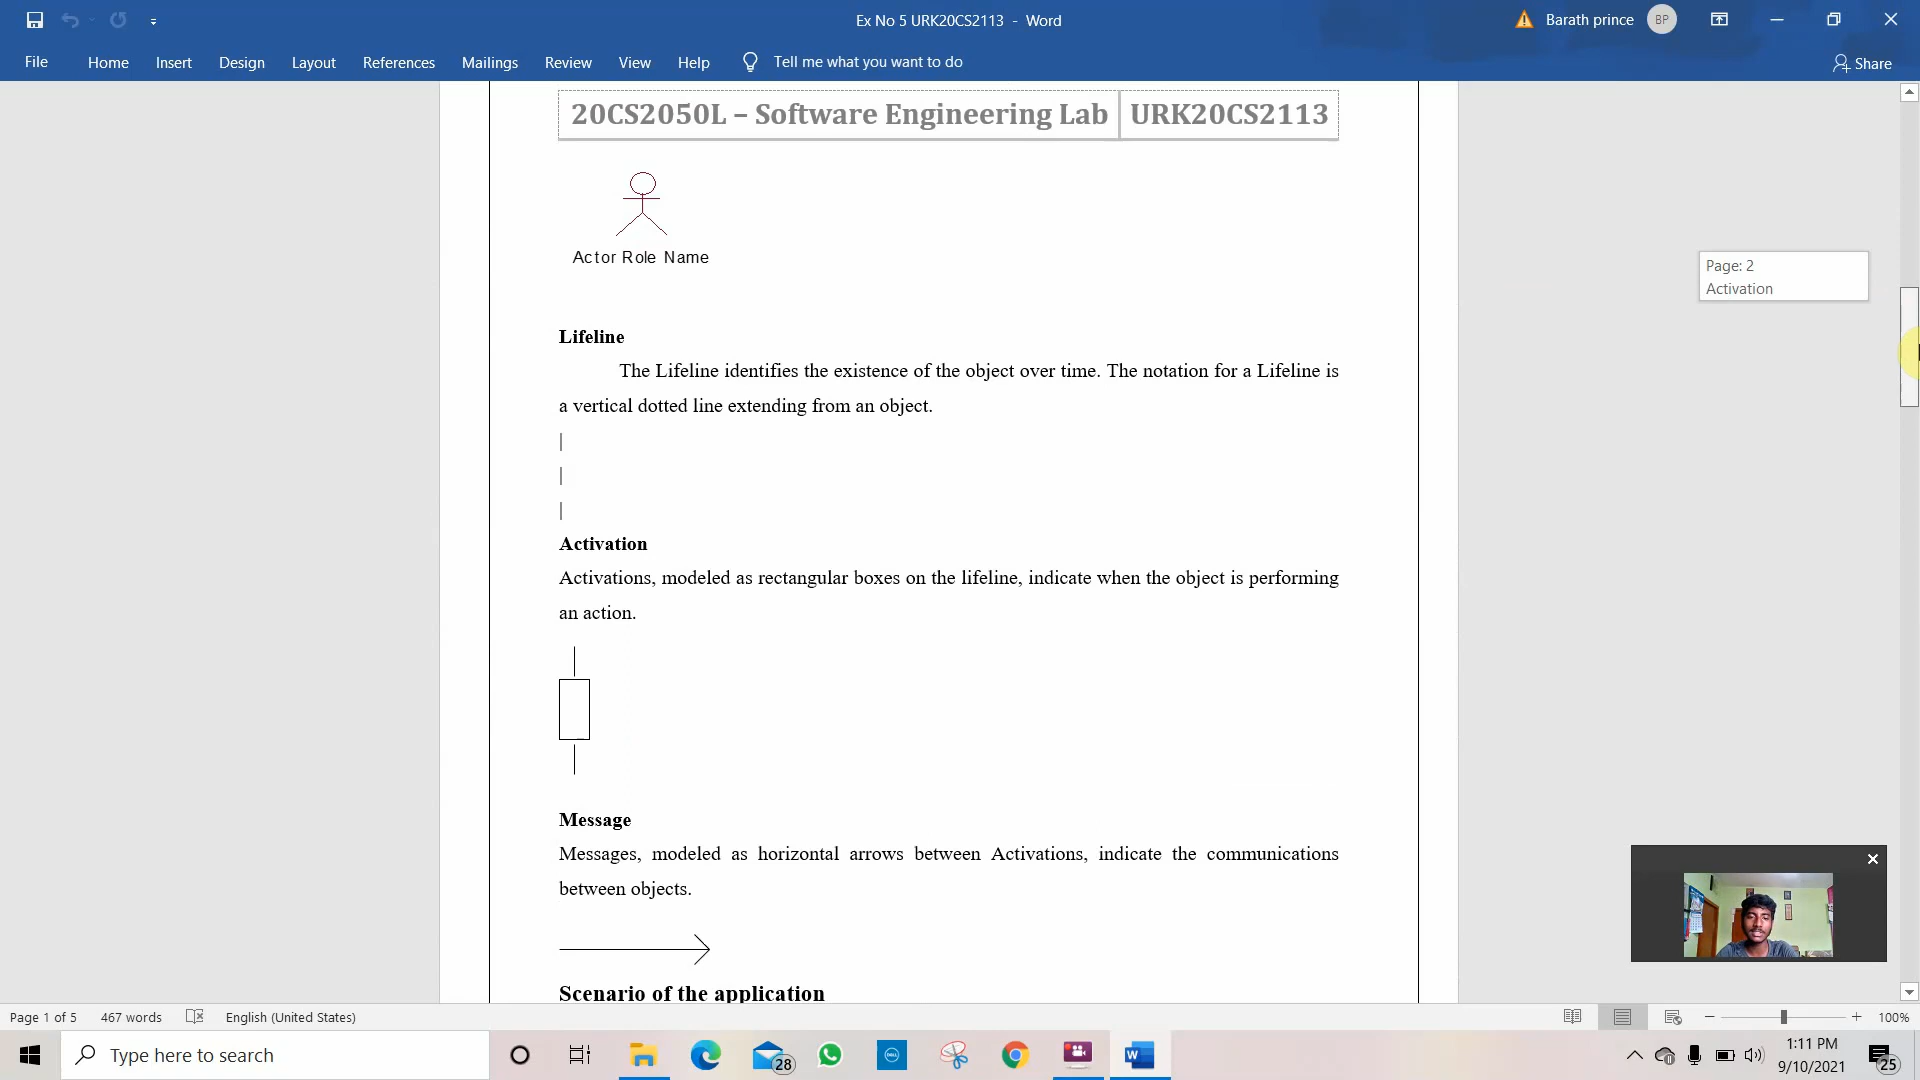 Ex No 5 URK20CS2113 - Word
Barath prince
BP
File
Home
Insert
Design
Layout
References
Mailings
Review
View
Help
Tell me what you want to do
Share
20CS2050L – Software Engineering Lab
URK20CS2113
Actor Role Name
Page: 2
Activation
Lifeline
The Lifeline identifies the existence of the object over time. The notation for a Lifeline is
a vertical dotted line extending from an object.
|
|
|
Activation
Activations, modeled as rectangular boxes on the lifeline, indicate when the object is performing
an action.
Message
Messages, modeled as horizontal arrows between Activations, indicate the communications
between objects.
Scenario of the application
Page 1 of 5
467 words
English (United States)
100%
Type here to search
28
1:11 PM
9/10/2021
25